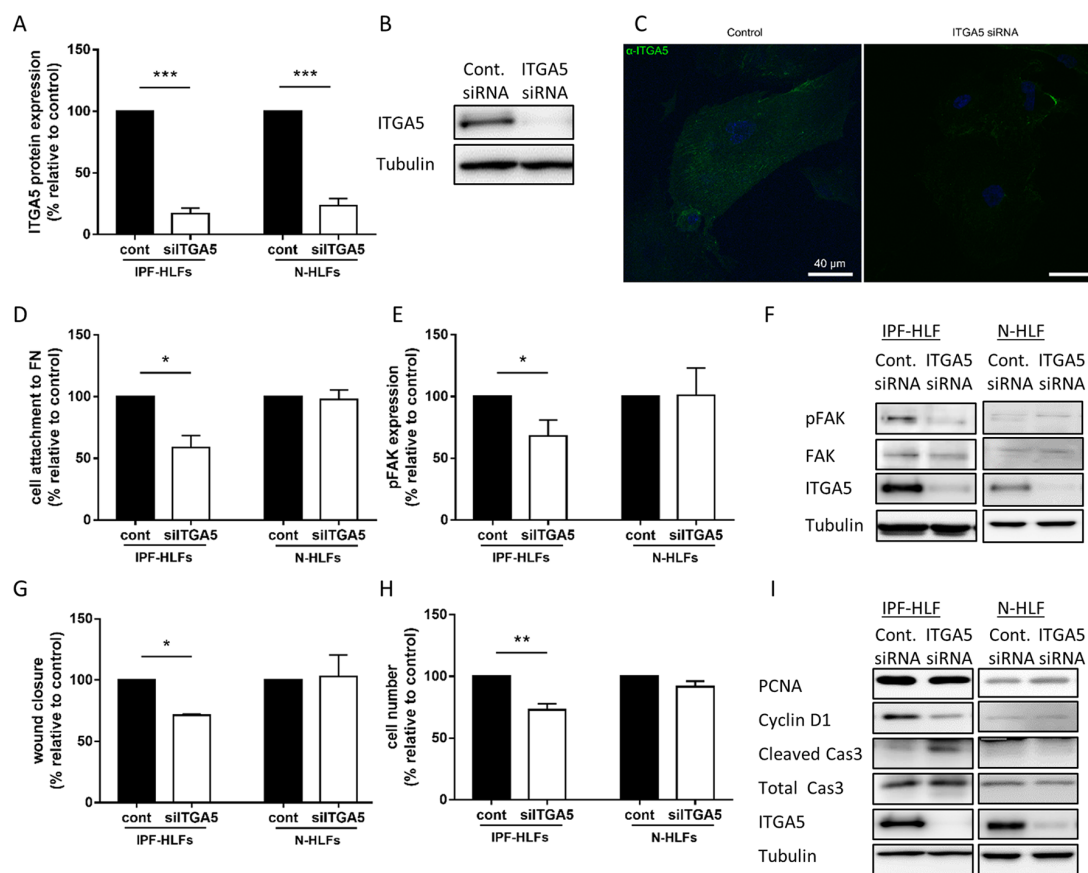 A
ITGA5 protein expression
(% relative to control)
150
100
50
0
***
***
cont siITGA5
cont siITGA5
IPF-HLFs
N-HLFs
B
Cont. ITGA5
siRNA siRNA
ITGA5
Tubulin
C
Control
ITGA5 siRNA
α-ITGA5
40 μm
D
cell attachment to FN
(% relative to control)
150
100
50
0
*
cont siITGA5
cont siITGA5
IPF-HLFs
N-HLFs
E
pFAK expression
(% relative to control)
150
100
50
0
*
cont siITGA5
cont siITGA5
IPF-HLFs
N-HLFs
F
IPF-HLF
N-HLF
Cont. ITGA5
siRNA siRNA
Cont. ITGA5
siRNA siRNA
pFAK
FAK
ITGA5
Tubulin
G
wound closure
(% relative to control)
150
100
50
0
*
cont siITGA5
cont siITGA5
IPF-HLFs
N-HLFs
H
cell number
(% relative to control)
150
100
50
0
**
cont siITGA5
cont siITGA5
IPF-HLFs
N-HLFs
I
IPF-HLF
N-HLF
Cont. ITGA5
siRNA siRNA
Cont. ITGA5
siRNA siRNA
PCNA
Cyclin D1
Cleaved Cas3
Total Cas3
ITGA5
Tubulin